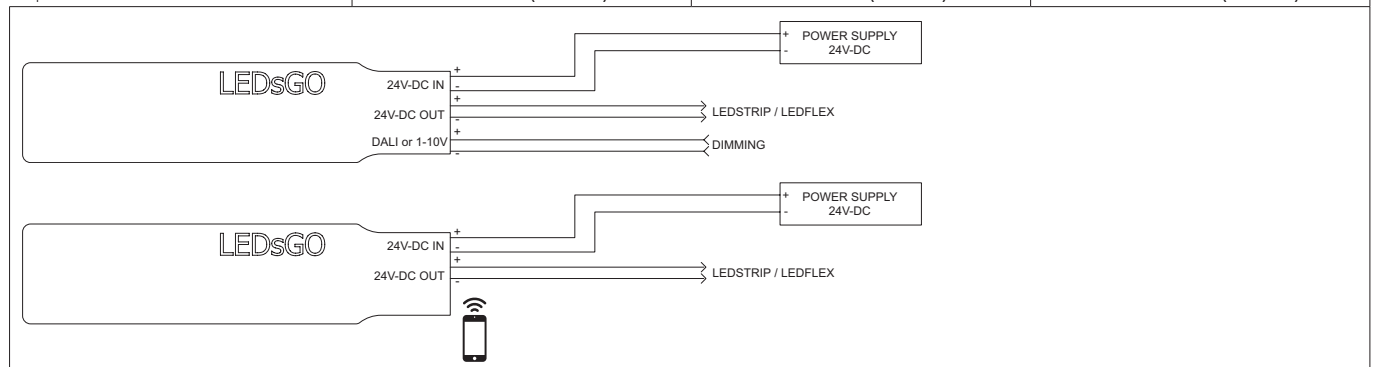 POWER SUPPLY
24V-DC
+
-
LEDsGO
24V-DC IN
+
-
24V-DC OUT
+
-
LEDSTRIP / LEDFLEX
DALI or 1-10V
+
-
DIMMING
POWER SUPPLY
24V-DC
+
-
LEDsGO
24V-DC IN
+
-
24V-DC OUT
+
-
LEDSTRIP / LEDFLEX